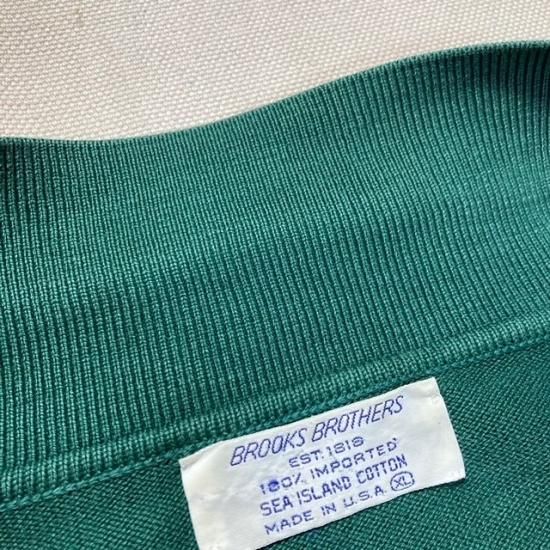 BROOKS BROTHERS
EST. 1818
100% IMPORTED
SEA ISLAND COTTON
MADE IN U.S.A. XL